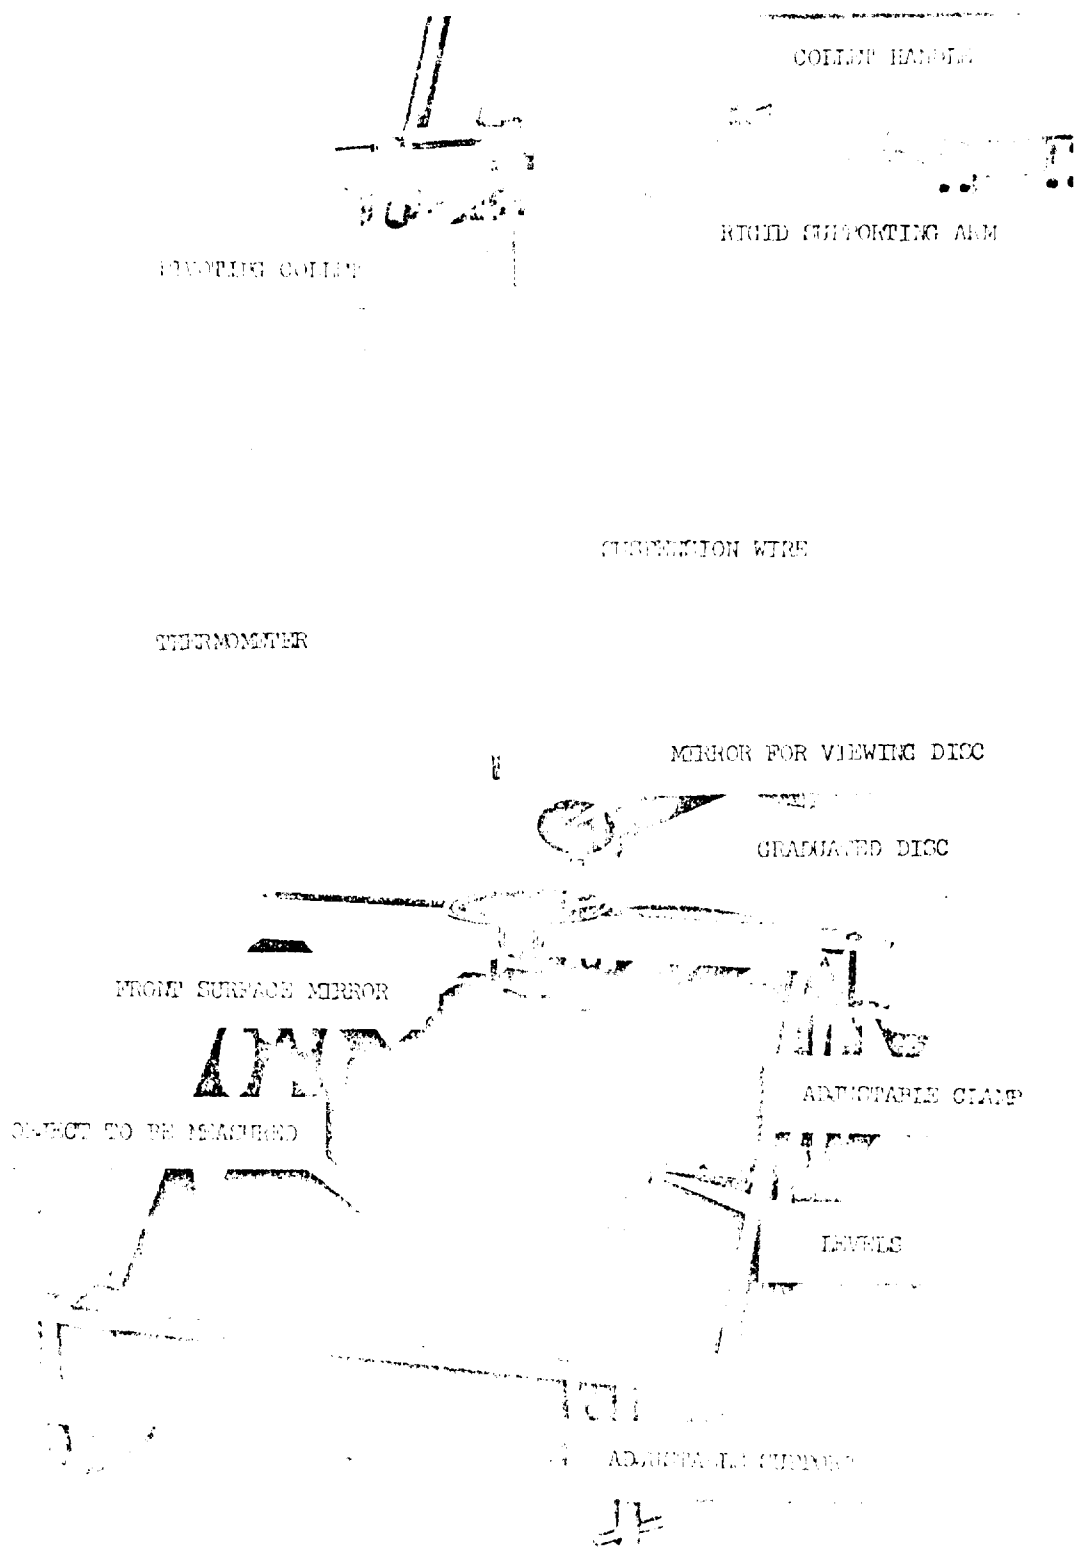 COLLET HANDLE
RIGID SUPPORTING ARM
PIVOTING COLLET
SUSPENSION WIRE
THERMOMETER
MIRROR FOR VIEWING DISC
GRADUATED DISC
FRONT SURFACE MIRROR
ADJUSTABLE CLAMP
OBJECT TO BE MEASURED
LEVELS
ADJUSTABLE SUPPORT